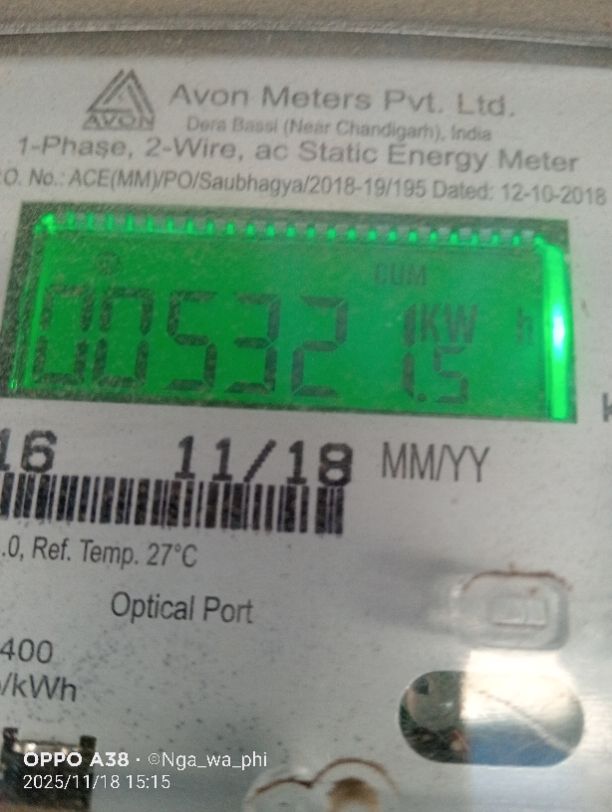 AVON
Avon Meters Pvt. Ltd.
Dera Bassi (Near Chandigarh), India
1-Phase, 2-Wire, ac Static Energy Meter
O. No.: ACE(MM)/PO/Saubhagya/2018-19/195 Dated: 12-10-2018
CUM
00532 KW h
1.5
16 11/18 MM/YY
.0, Ref. Temp. 27°C
Optical Port
400
/kWh
OPPO A38 · ©Nga_wa_phi
2025/11/18 15:15